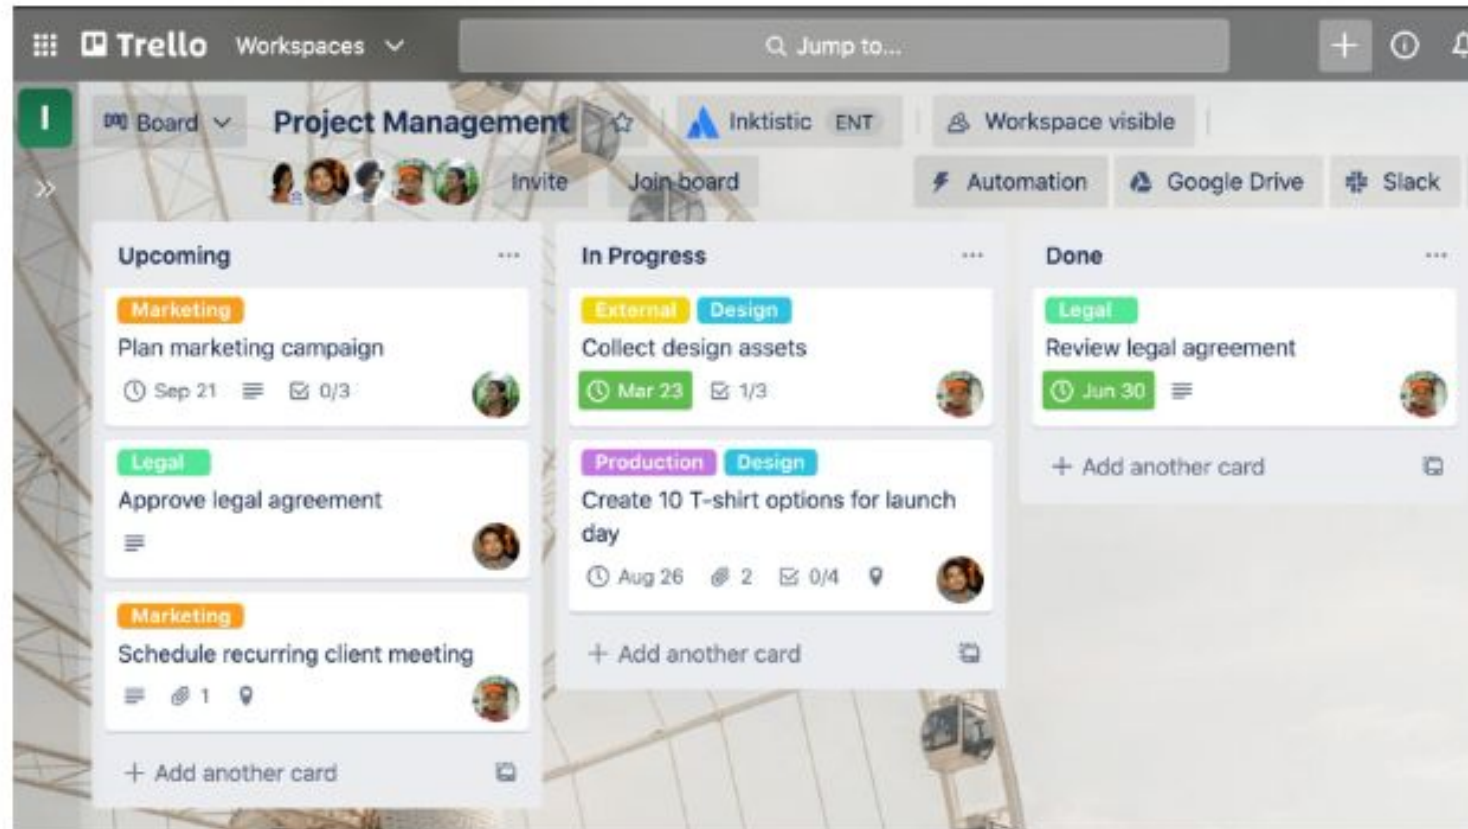 Trello Workspaces Jump to...
I Board Project Management Inktistic ENT Workspace visible
Invite Join board Automation Google Drive Slack
Upcoming
Marketing
Plan marketing campaign
Sep 21 0/3
Legal
Approve legal agreement
Marketing
Schedule recurring client meeting
1
+ Add another card
In Progress
External Design
Collect design assets
Mar 23 1/3
Production Design
Create 10 T-shirt options for launch
day
Aug 26 2 0/4
+ Add another card
Done
Legal
Review legal agreement
Jun 30
+ Add another card